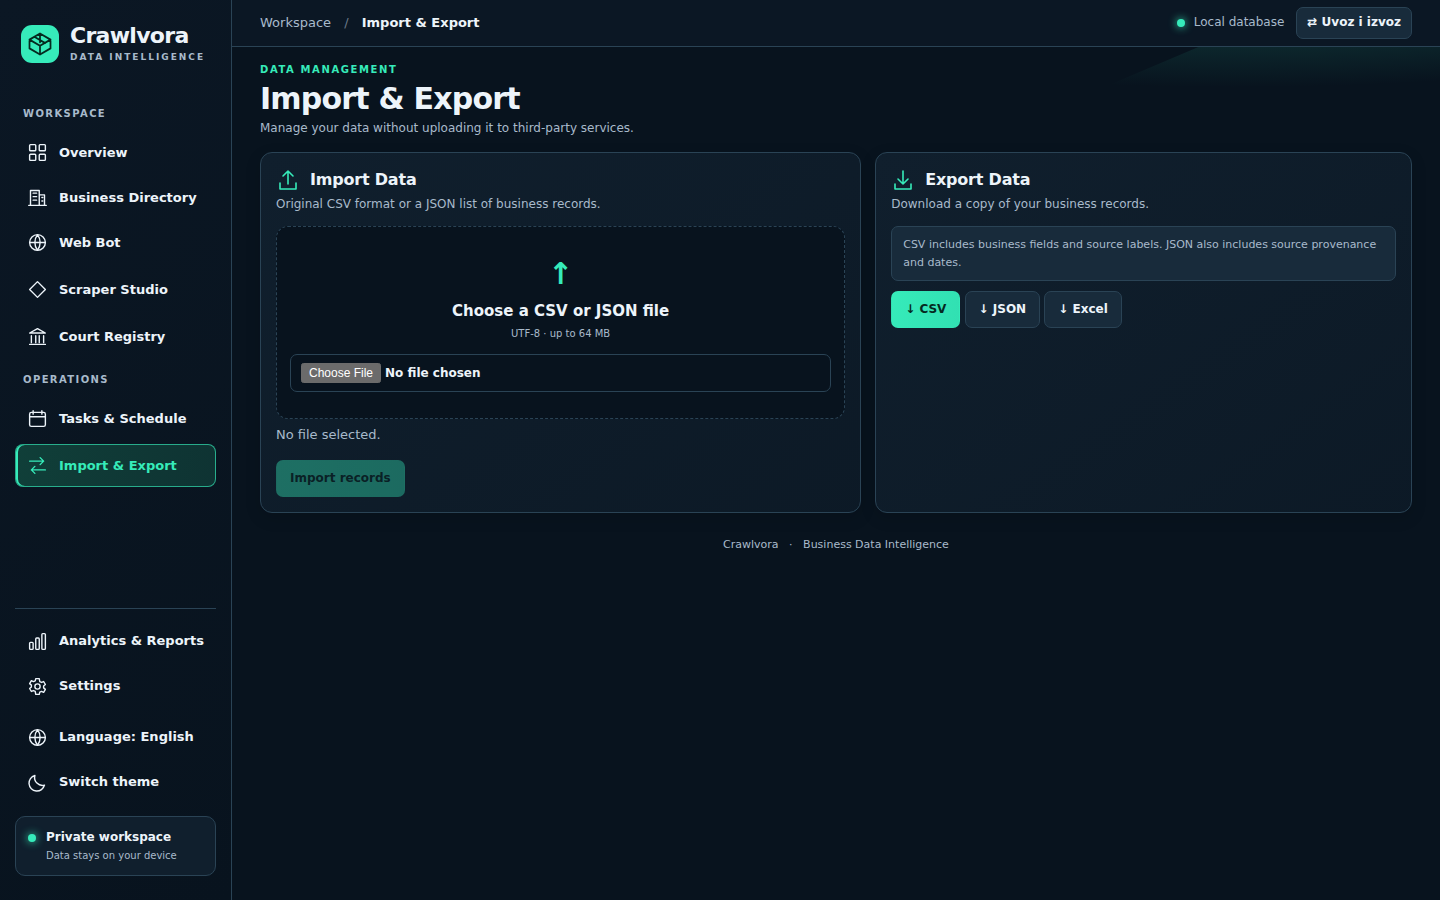 Crawlvora
DATA INTELLIGENCE
WORKSPACE
Overview
Business Directory
Web Bot
Scraper Studio
Court Registry
OPERATIONS
Tasks & Schedule
Import & Export
Analytics & Reports
Settings
Language: English
Switch theme
Private workspace
Data stays on your device
Workspace / Import & Export
Local database
⇄ Uvoz i izvoz
DATA MANAGEMENT
Import & Export
Manage your data without uploading it to third-party services.
Import Data
Original CSV format or a JSON list of business records.
↑
Choose a CSV or JSON file
UTF-8 · up to 64 MB
Choose File No file chosen
No file selected.
Import records
Export Data
Download a copy of your business records.
CSV includes business fields and source labels. JSON also includes source provenance
and dates.
↓ CSV ↓ JSON ↓ Excel
Crawlvora · Business Data Intelligence